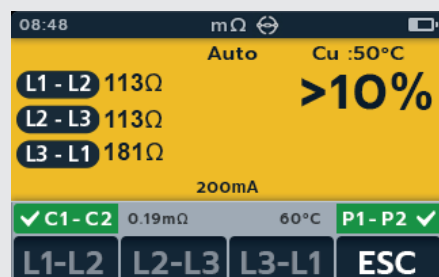 08:48 mΩ
Auto Cu :50°C
L1 - L2 113Ω >10%
L2 - L3 113Ω
L3 - L1 181Ω
200mA
✓ C1 - C2 0.19mΩ 60°C P1 - P2 ✓
L1-L2 L2-L3 L3-L1 ESC